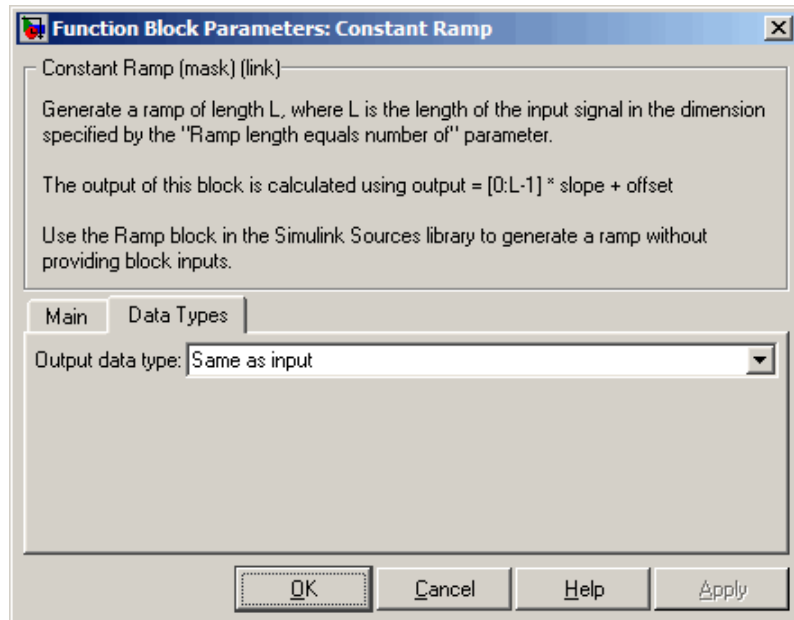 Function Block Parameters: Constant Ramp
Constant Ramp (mask) (link)
Generate a ramp of length L, where L is the length of the input signal in the dimension
specified by the "Ramp length equals number of" parameter.
The output of this block is calculated using output = [0:L-1] * slope + offset
Use the Ramp block in the Simulink Sources library to generate a ramp without
providing block inputs.
Main Data Types
Output data type: Same as input
OK Cancel Help Apply